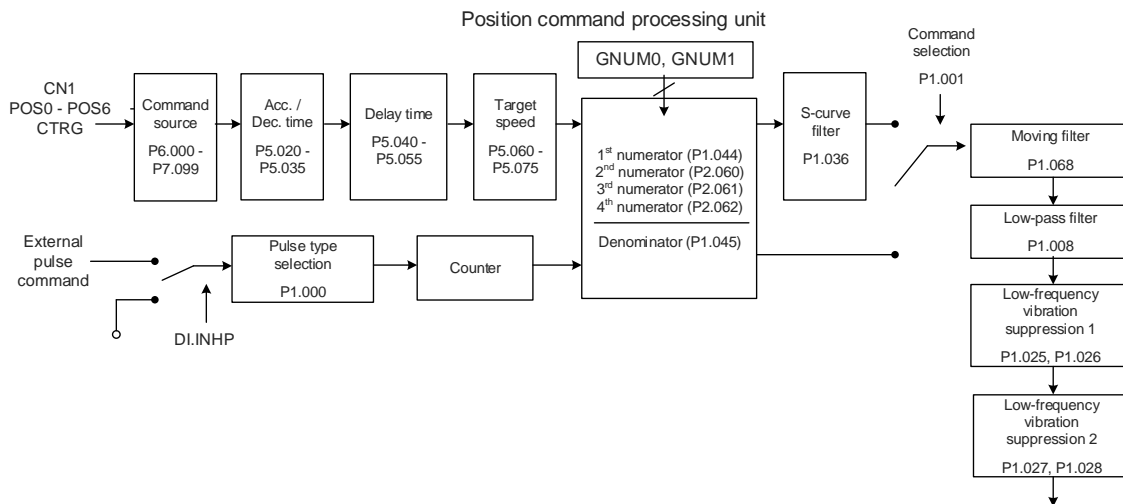 Position command processing unit
GNUM0, GNUM1
Command
selection
P1.001
CN1
POS0 - POS6
CTRG
Command
source
P6.000 -
P7.099
Acc. /
Dec. time
P5.020 -
P5.035
Delay time
P5.040 -
P5.055
Target
speed
P5.060 -
P5.075
1st numerator (P1.044)
2nd numerator (P2.060)
3rd numerator (P2.061)
4th numerator (P2.062)
Denominator (P1.045)
S-curve
filter
P1.036
Moving filter
P1.068
Low-pass filter
P1.008
Low-frequency
vibration
suppression 1
P1.025, P1.026
Low-frequency
vibration
suppression 2
P1.027, P1.028
External
pulse
command
DI.INHP
Pulse type
selection
P1.000
Counter